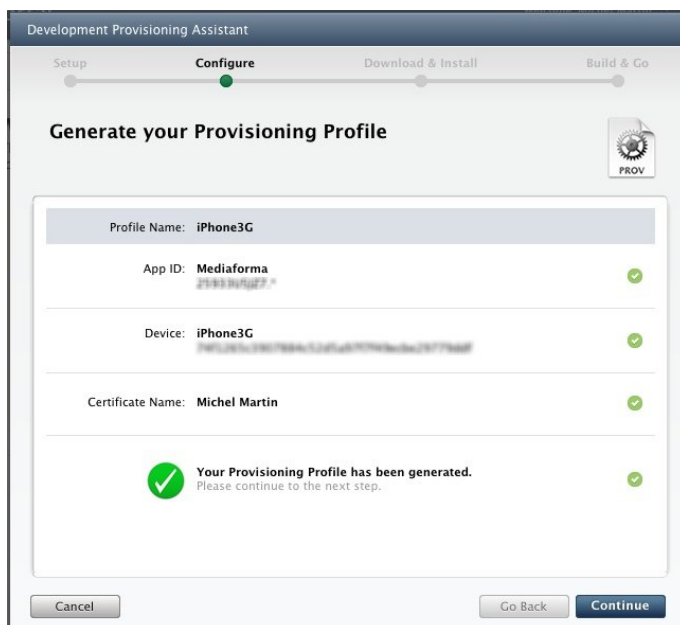 Development Provisioning Assistant
Setup Configure Download & Install Build & Go
Generate your Provisioning Profile
PROV
Profile Name: iPhone3G
App ID: Mediaforma
Device: iPhone3G
Certificate Name: Michel Martin
Your Provisioning Profile has been generated.
Please continue to the next step.
Cancel Go Back Continue